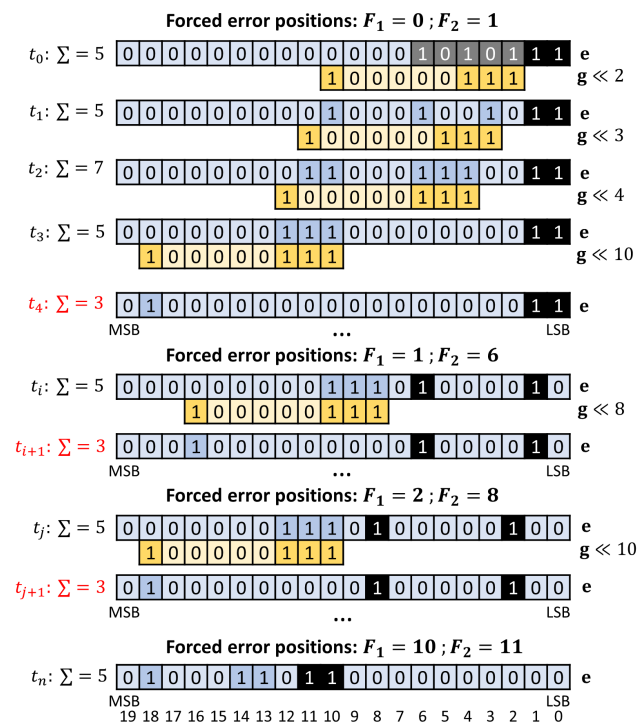 Forced error positions: F₁ = 0 ; F₂ = 1
t₀: ∑ = 5 0 0 0 0 0 0 0 0 0 0 0 0 0 1 0 1 0 1 1 1 e
1 0 0 0 0 0 1 1 1 g ≪ 2
t₁: ∑ = 5 0 0 0 0 0 0 0 0 0 1 0 0 0 1 0 0 1 0 1 1 e
1 0 0 0 0 0 1 1 1 g ≪ 3
t₂: ∑ = 7 0 0 0 0 0 0 0 0 1 1 0 0 0 1 1 1 0 0 1 1 e
1 0 0 0 0 0 1 1 1 g ≪ 4
t₃: ∑ = 5 0 0 0 0 0 0 0 1 1 1 0 0 0 0 0 0 0 0 1 1 e
1 0 0 0 0 0 1 1 1 g ≪ 10
t₄: ∑ = 3 0 1 0 0 0 0 0 0 0 0 0 0 0 0 0 0 0 0 1 1 e
MSB ... LSB
Forced error positions: F₁ = 1 ; F₂ = 6
tᵢ: ∑ = 5 0 0 0 0 0 0 0 0 0 1 1 1 0 1 0 0 0 0 1 0 e
1 0 0 0 0 0 1 1 1 g ≪ 8
tᵢ₊₁: ∑ = 3 0 0 0 1 0 0 0 0 0 0 0 0 0 1 0 0 0 0 1 0 e
MSB ... LSB
Forced error positions: F₁ = 2 ; F₂ = 8
tⱼ: ∑ = 5 0 0 0 0 0 0 0 1 1 1 0 1 0 0 0 0 0 1 0 0 e
1 0 0 0 0 0 1 1 1 g ≪ 10
tⱼ₊₁: ∑ = 3 0 1 0 0 0 0 0 0 0 0 0 1 0 0 0 0 0 1 0 0 e
MSB ... LSB
Forced error positions: F₁ = 10 ; F₂ = 11
tₙ: ∑ = 5 0 1 0 0 0 1 1 0 1 1 0 0 0 0 0 0 0 0 0 0 e
MSB LSB
19 18 17 16 15 14 13 12 11 10 9 8 7 6 5 4 3 2 1 0